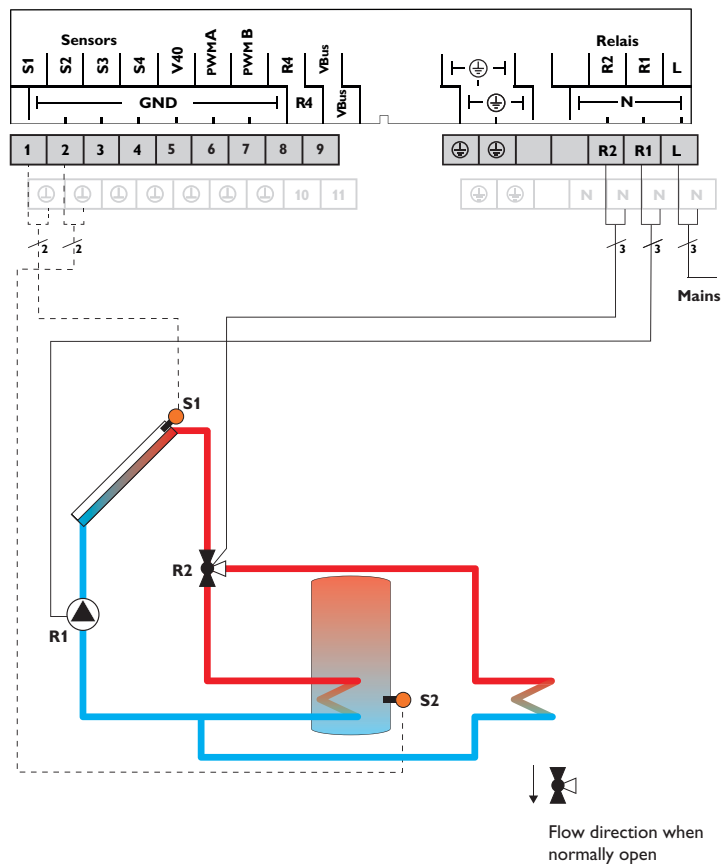 Sensors
Relais
S1 S2 S3 S4 V40 PWM A PWM B R4 VBus
R2 R1 L
GND R4 VBus
N
1 2 3 4 5 6 7 8 9
R2 R1 L
10 11
N N N N
2 2
3 3 3
Mains
S1
R2
R1
S2
Flow direction when
normally open